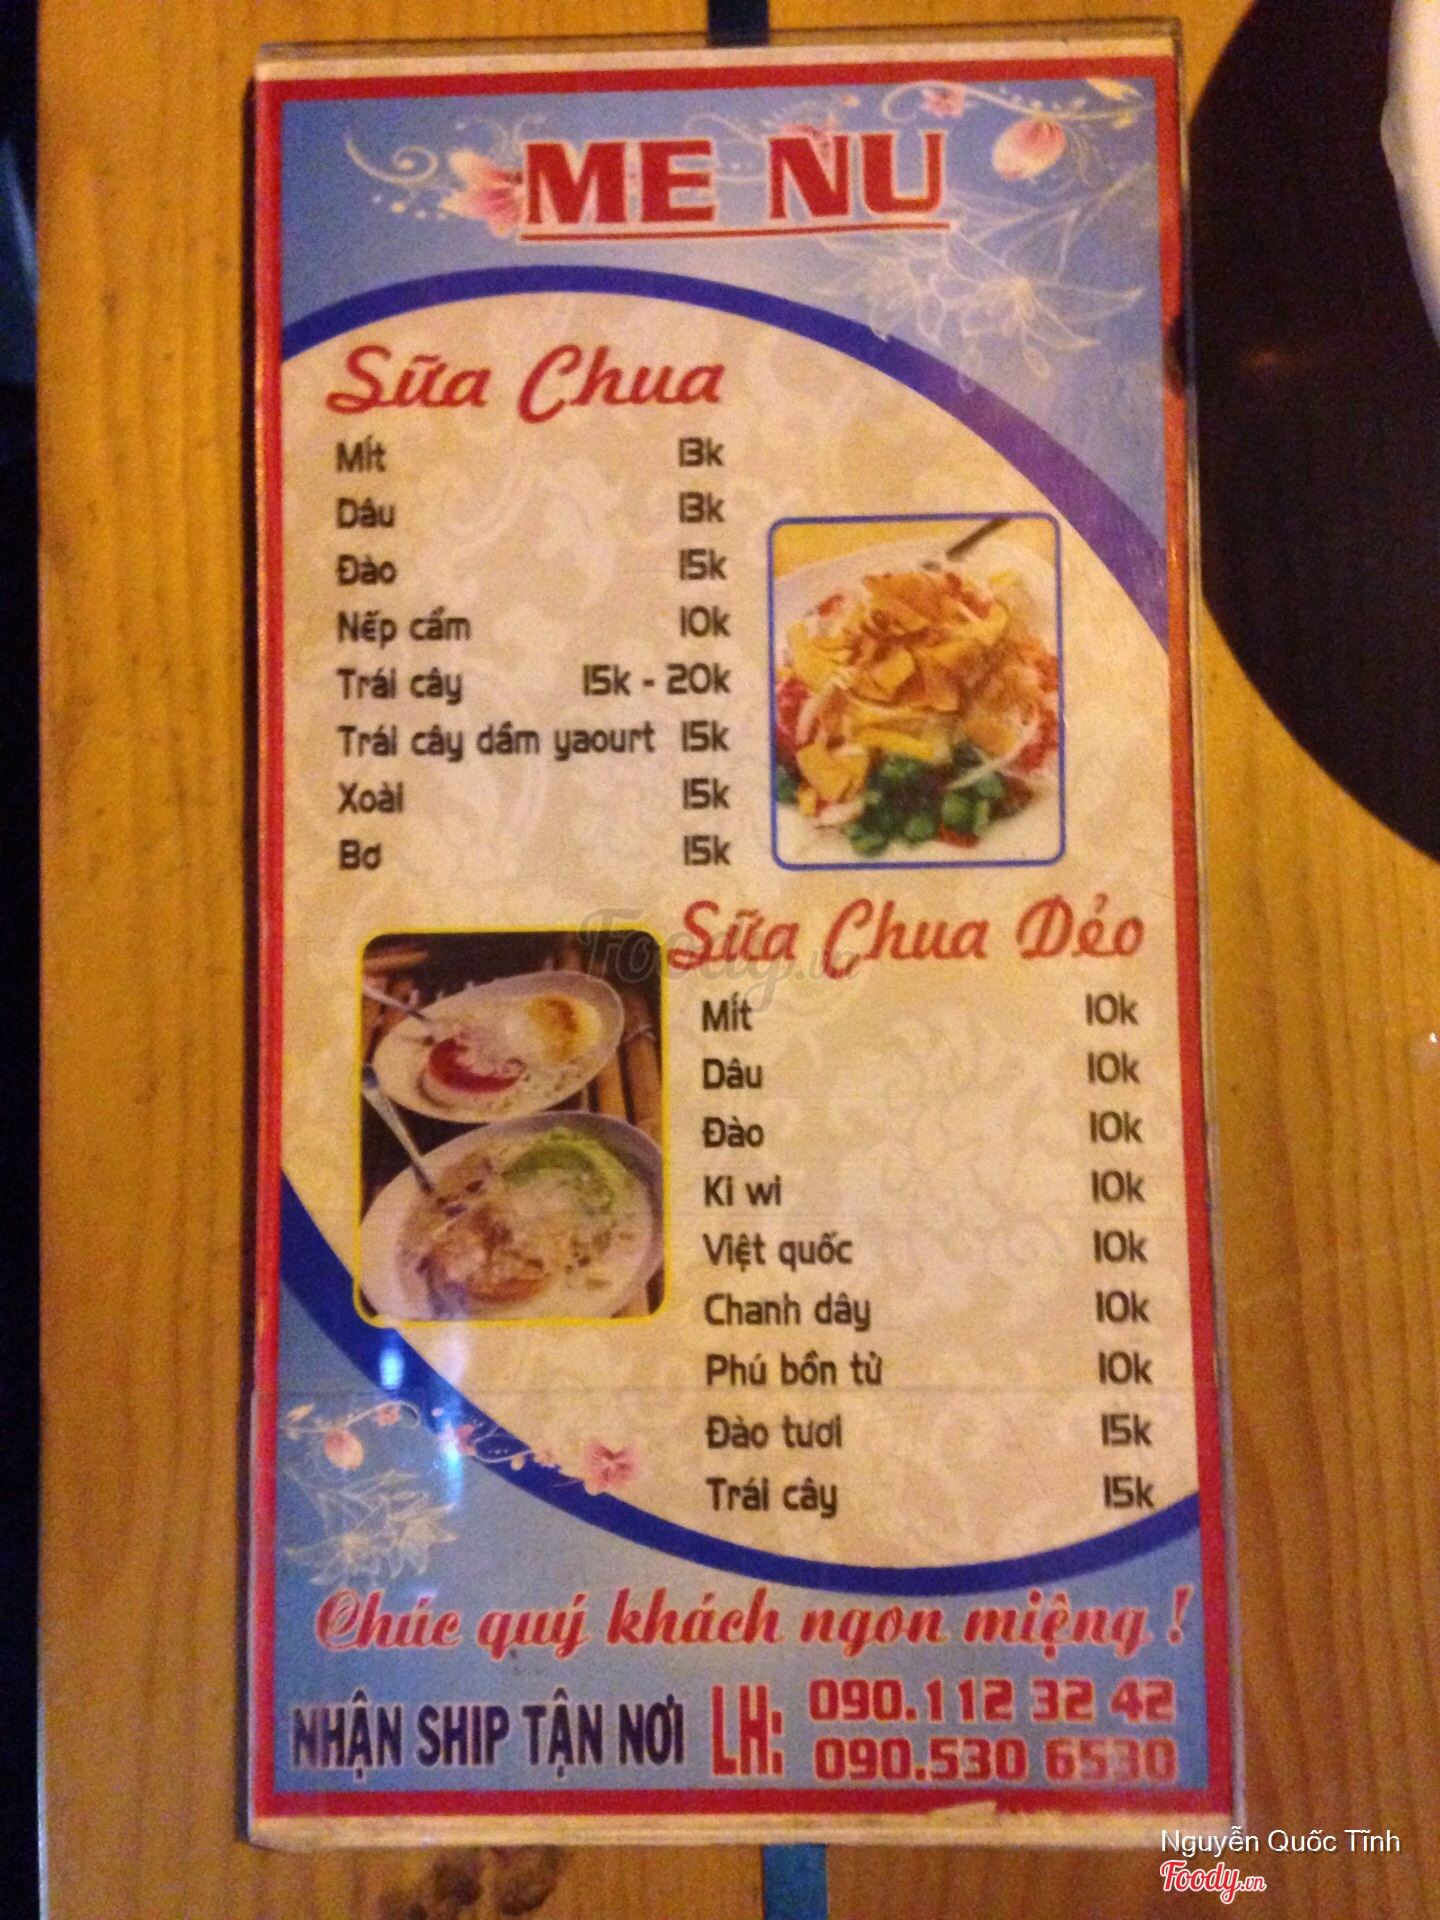 ME NU
Sữa Chua
Mít 13k
Dâu 13k
Đào 15k
Nếp cẩm 10k
Trái cây 15k - 20k
Trái cây dầm yaourt 15k
Xoài 15k
Bơ 15k
Foody.vn
Sữa Chua Dẻo
Mít 10k
Dâu 10k
Đào 10k
Ki wi 10k
Việt quốc 10k
Chanh dây 10k
Phú bồn tử 10k
Đào tươi 15k
Trái cây 15k
Chúc quý khách ngon miệng !
NHẬN SHIP TẬN NƠI LH: 090.112 32 42
090.530 6530
Nguyễn Quốc Tĩnh
Foody.vn